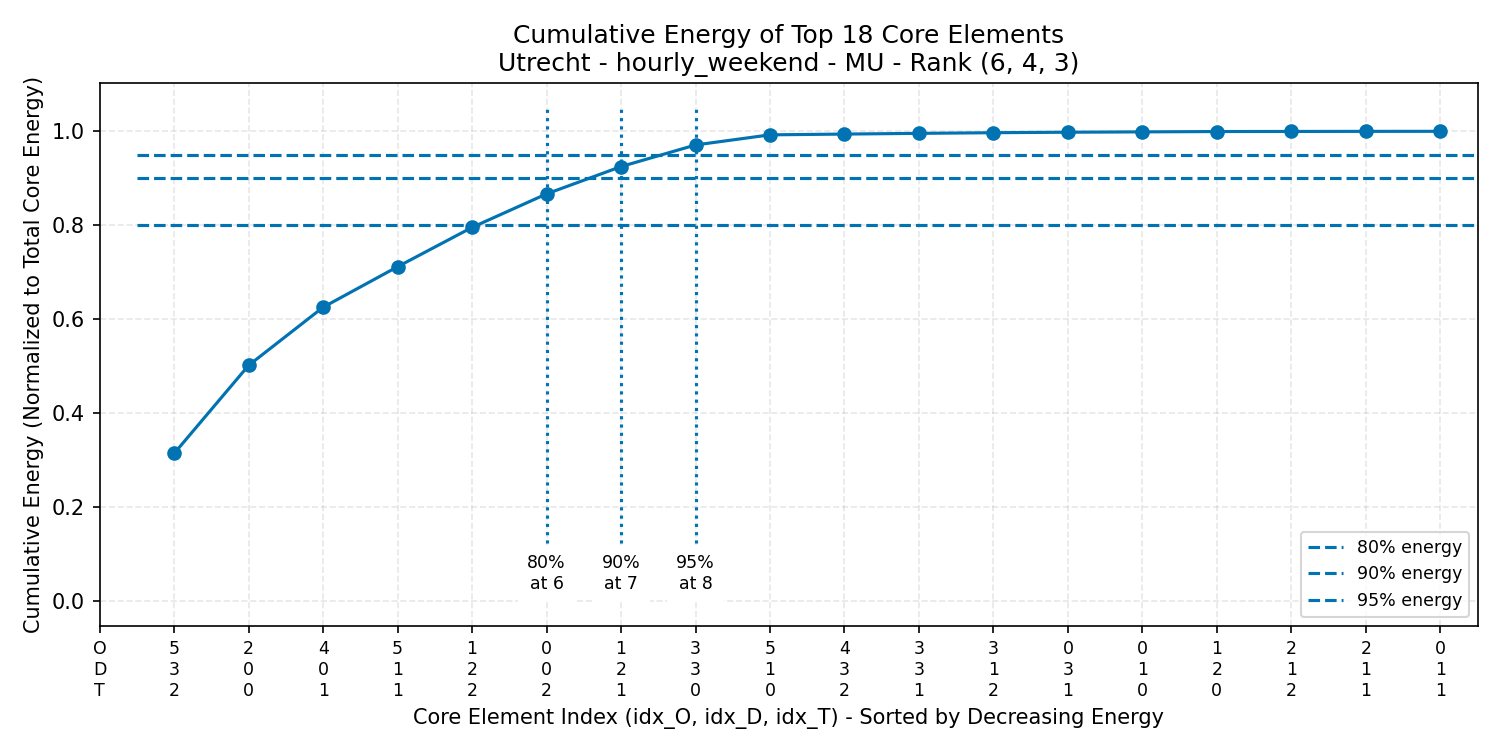 Cumulative Energy of Top 18 Core Elements
Utrecht - hourly_weekend - MU - Rank (6, 4, 3)
Cumulative Energy (Normalized to Total Core Energy)
1.0
0.8
0.6
0.4
0.2
0.0
80%
at 6
90%
at 7
95%
at 8
80% energy
90% energy
95% energy
O 5 2 4 5 1 0 1 3 5 4 3 3 0 0 1 2 2 0
D 3 0 0 1 2 0 2 3 1 3 3 1 3 1 2 1 1 1
T 2 0 1 1 2 2 1 0 0 2 1 2 1 0 0 2 1 1
Core Element Index (idx_O, idx_D, idx_T) - Sorted by Decreasing Energy